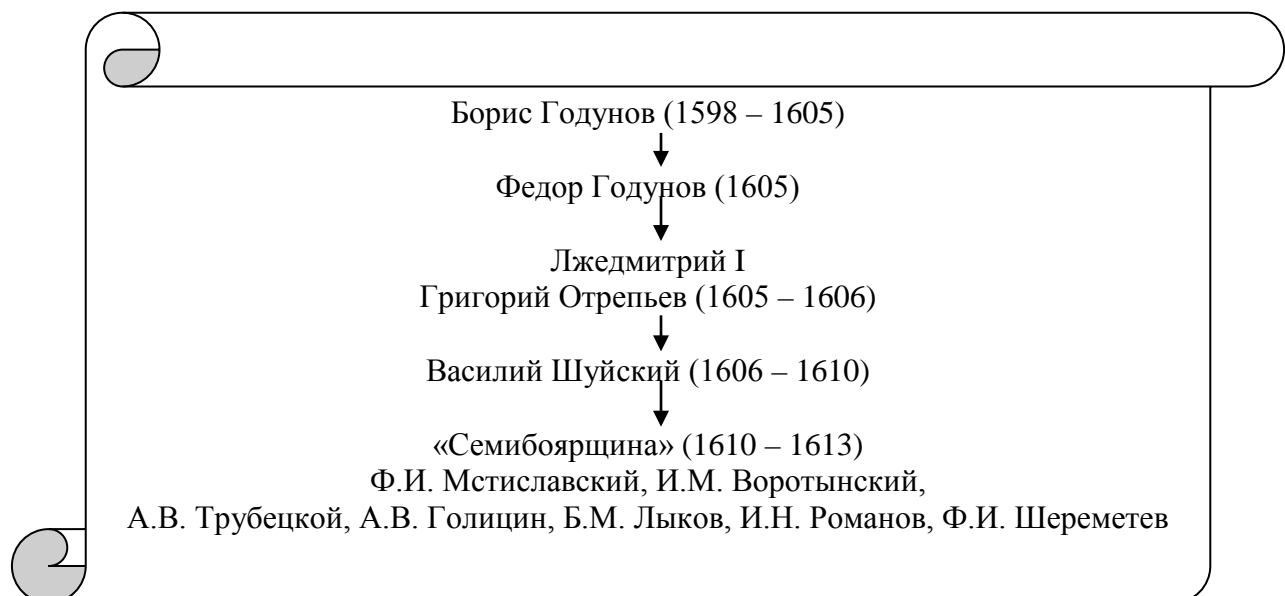 Борис Годунов (1598 – 1605)
Федор Годунов (1605)
Лжедмитрий I
Григорий Отрепьев (1605 – 1606)
Василий Шуйский (1606 – 1610)
«Семибоярщина» (1610 – 1613)
Ф.И. Мстиславский, И.М. Воротынский,
А.В. Трубецкой, А.В. Голицин, Б.М. Лыков, И.Н. Романов, Ф.И. Шереметев